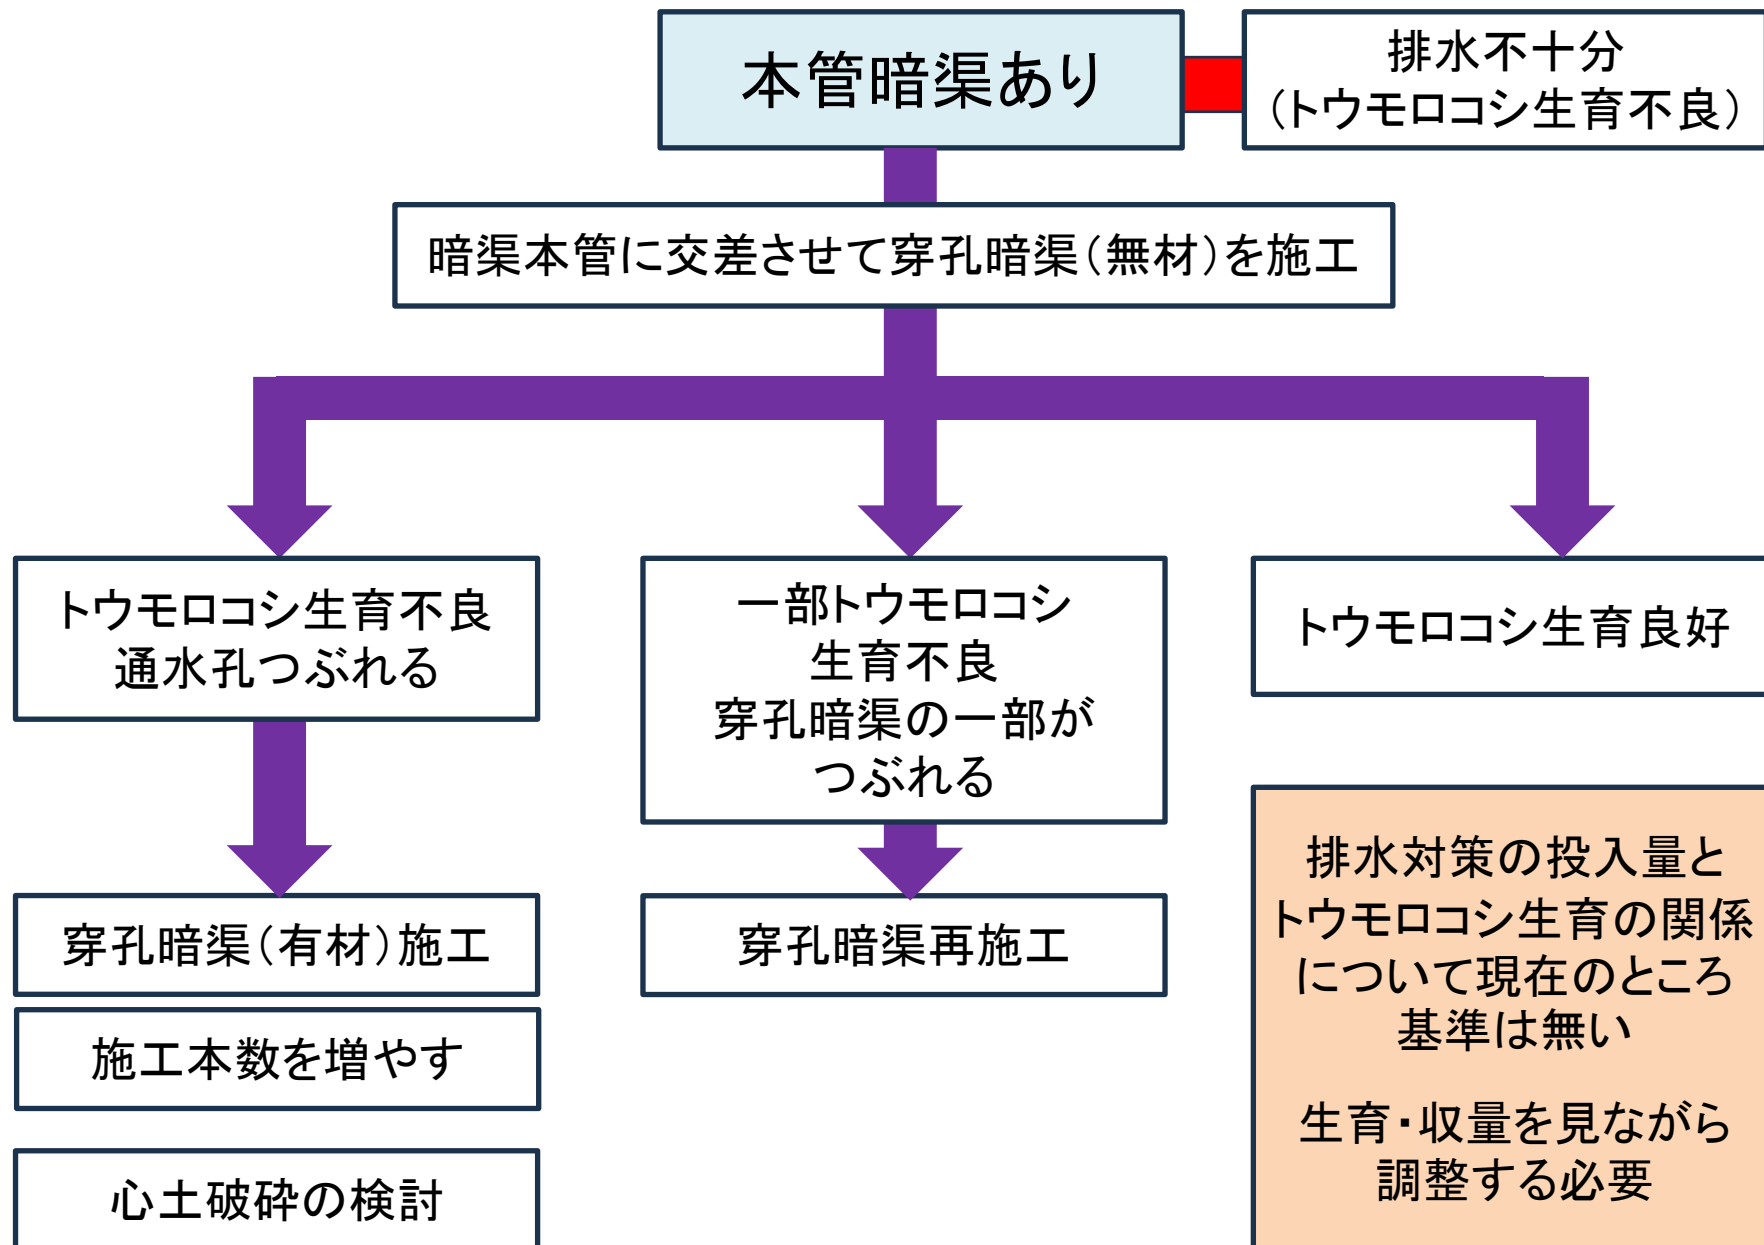 本管暗渠あり
排水不十分
（トウモロコシ生育不良）
暗渠本管に交差させて穿孔暗渠（無材）を施工
トウモロコシ生育不良
通水孔つぶれる
一部トウモロコシ
生育不良
穿孔暗渠の一部が
つぶれる
トウモロコシ生育良好
穿孔暗渠（有材）施工
施工本数を増やす
心土破砕の検討
穿孔暗渠再施工
排水対策の投入量と
トウモロコシ生育の関係
について現在のところ
基準は無い
生育・収量を見ながら
調整する必要